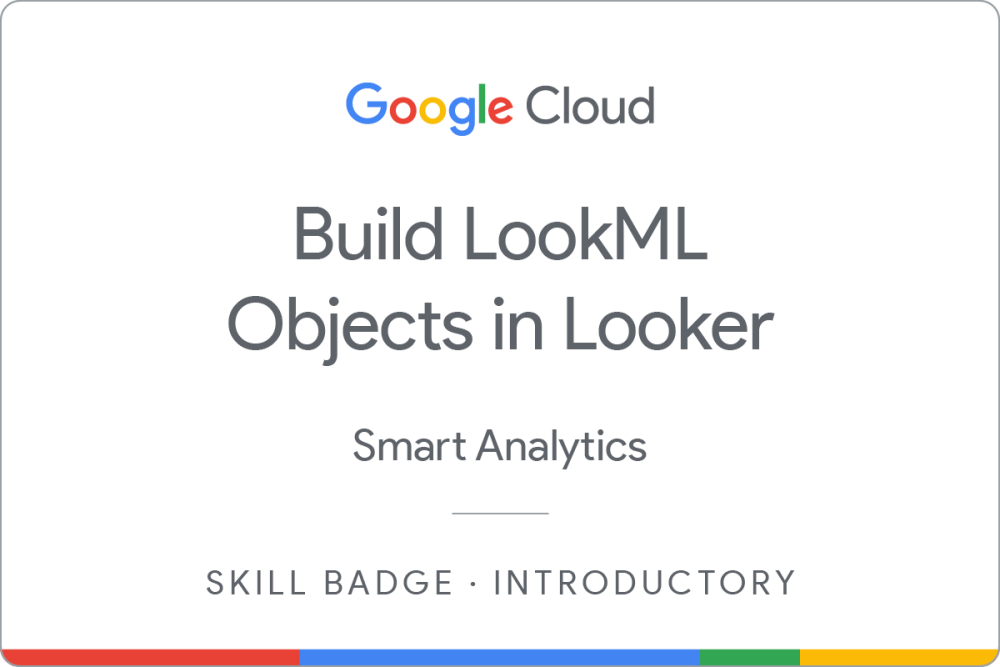 Google Cloud
Build LookML
Objects in Looker
Smart Analytics
SKILL BADGE · INTRODUCTORY